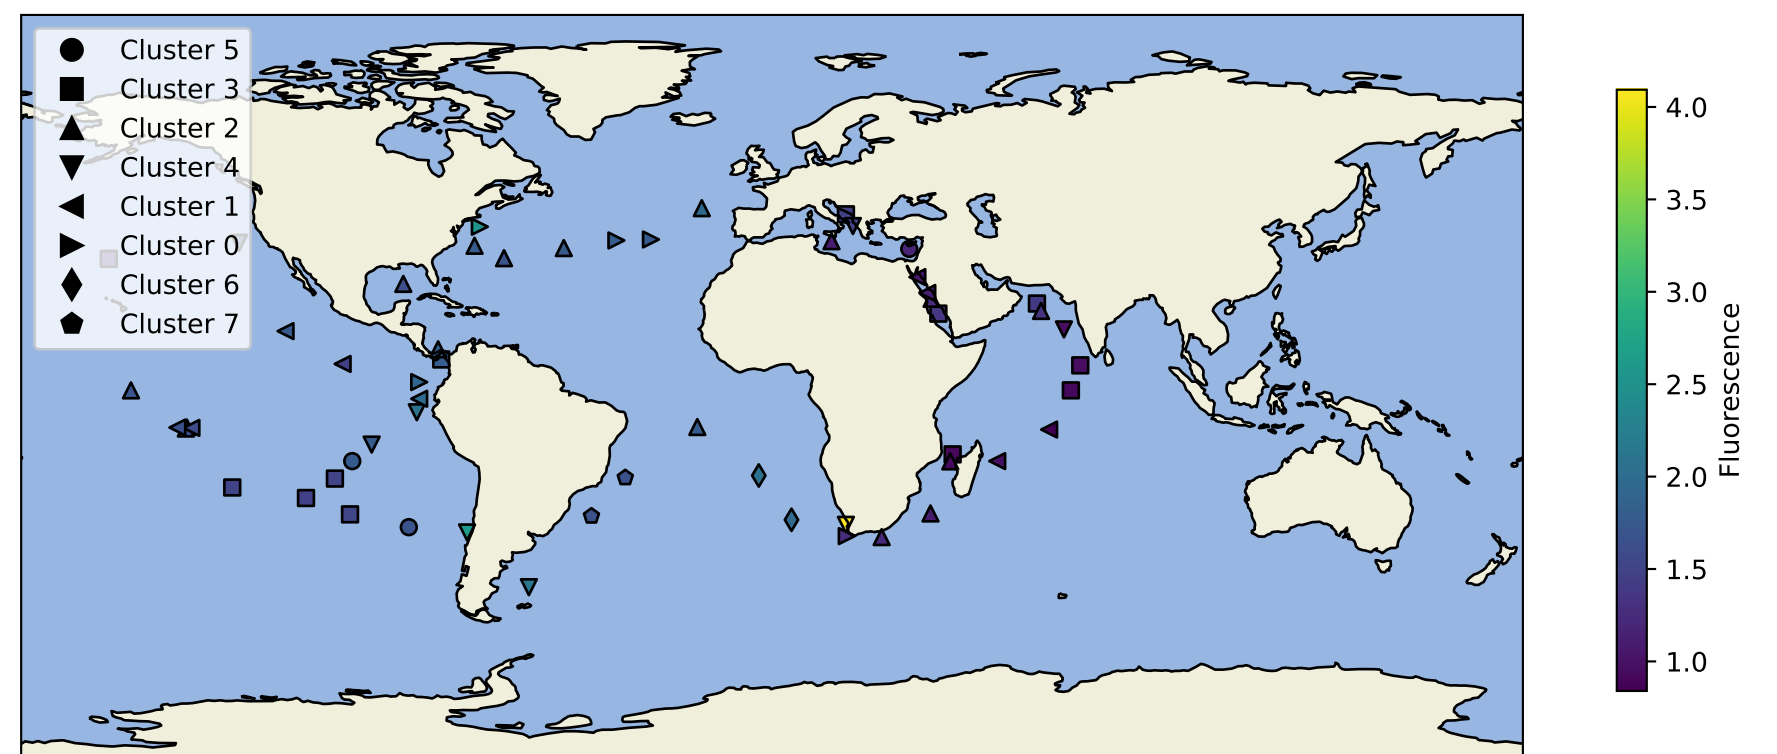 Cluster 5
Cluster 3
Cluster 2
Cluster 4
Cluster 1
Cluster 0
Cluster 6
Cluster 7
4.0
3.5
3.0
2.5
2.0
1.5
1.0
Fluorescence